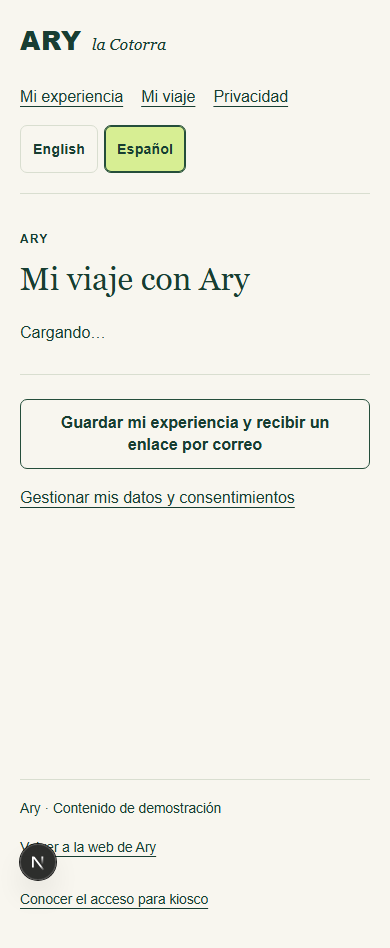 ARY la Cotorra
Mi experiencia Mi viaje Privacidad
English Español
ARY
Mi viaje con Ary
Cargando…
Guardar mi experiencia y recibir un
enlace por correo
Gestionar mis datos y consentimientos
Ary · Contenido de demostración
a la web de Ary
N
Conocer el acceso para kiosco